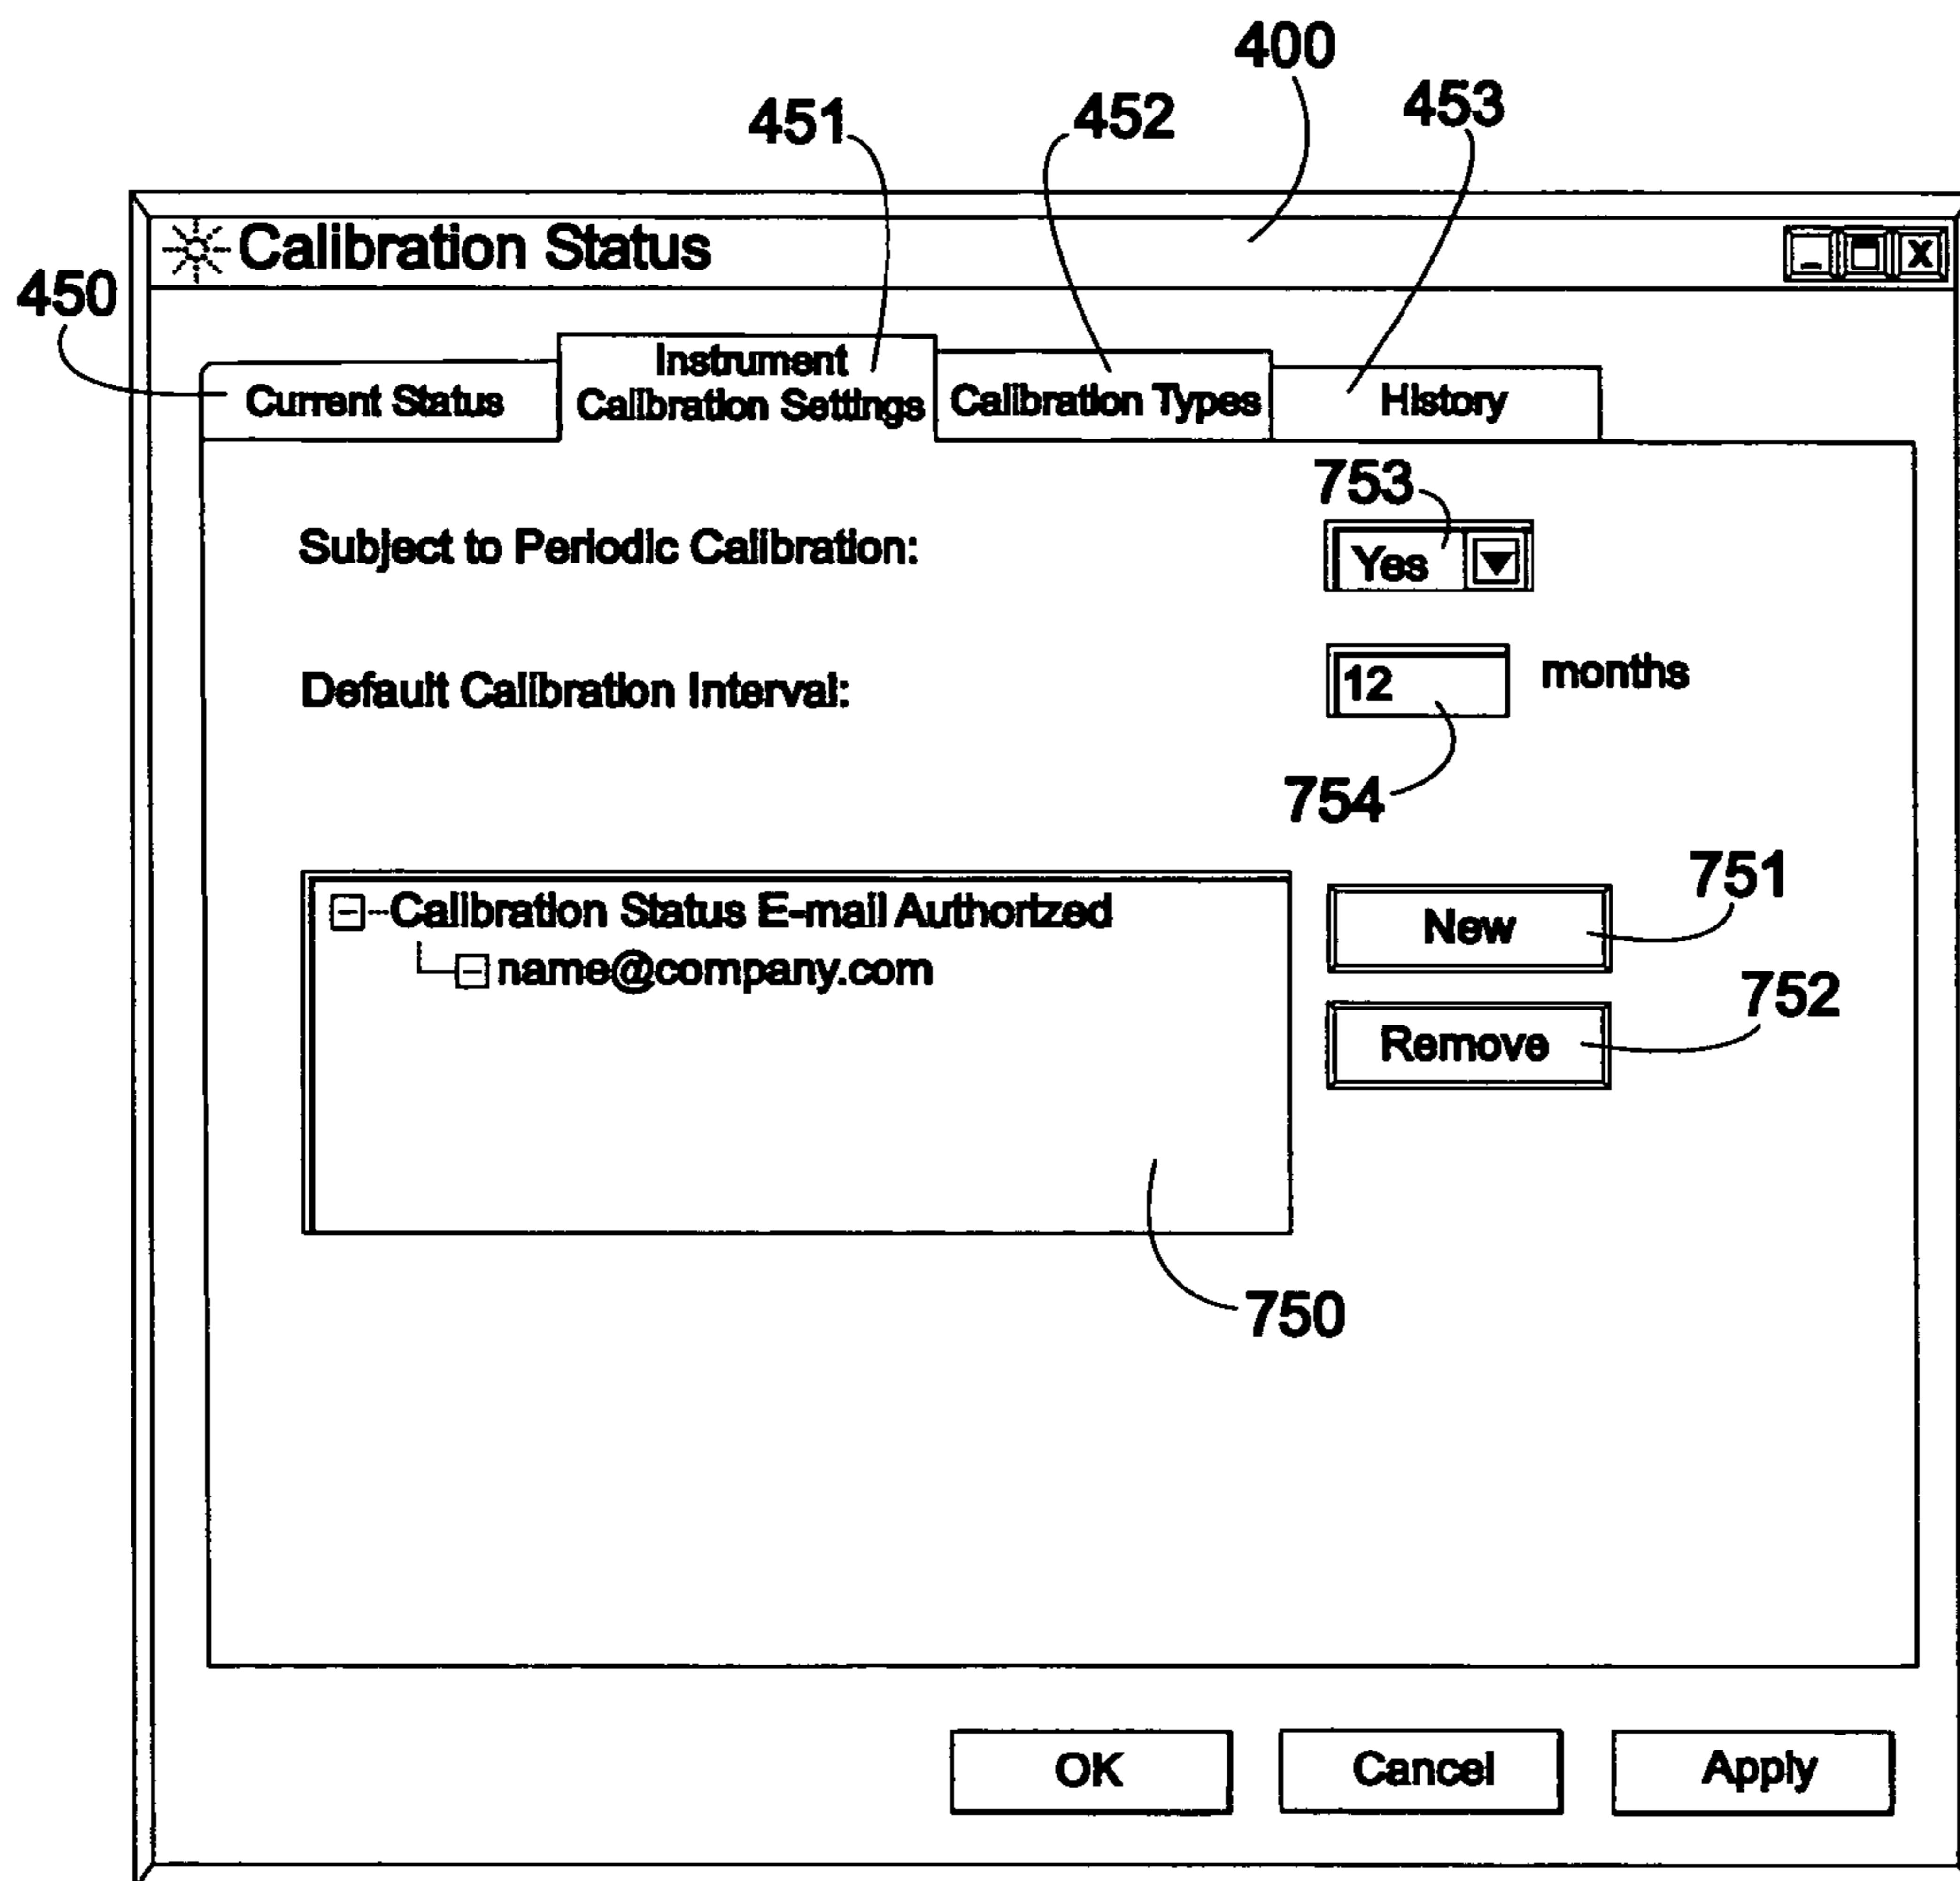 400
451 452 453
Calibration Status
_ X
450
Current Status
Instrument
Calibration Settings
Calibration Types
History
753
Subject to Periodic Calibration:
Yes
Default Calibration Interval:
12 months
754
Calibration Status E-mail Authorized
name@company.com
751
New
752
Remove
750
OK Cancel Apply